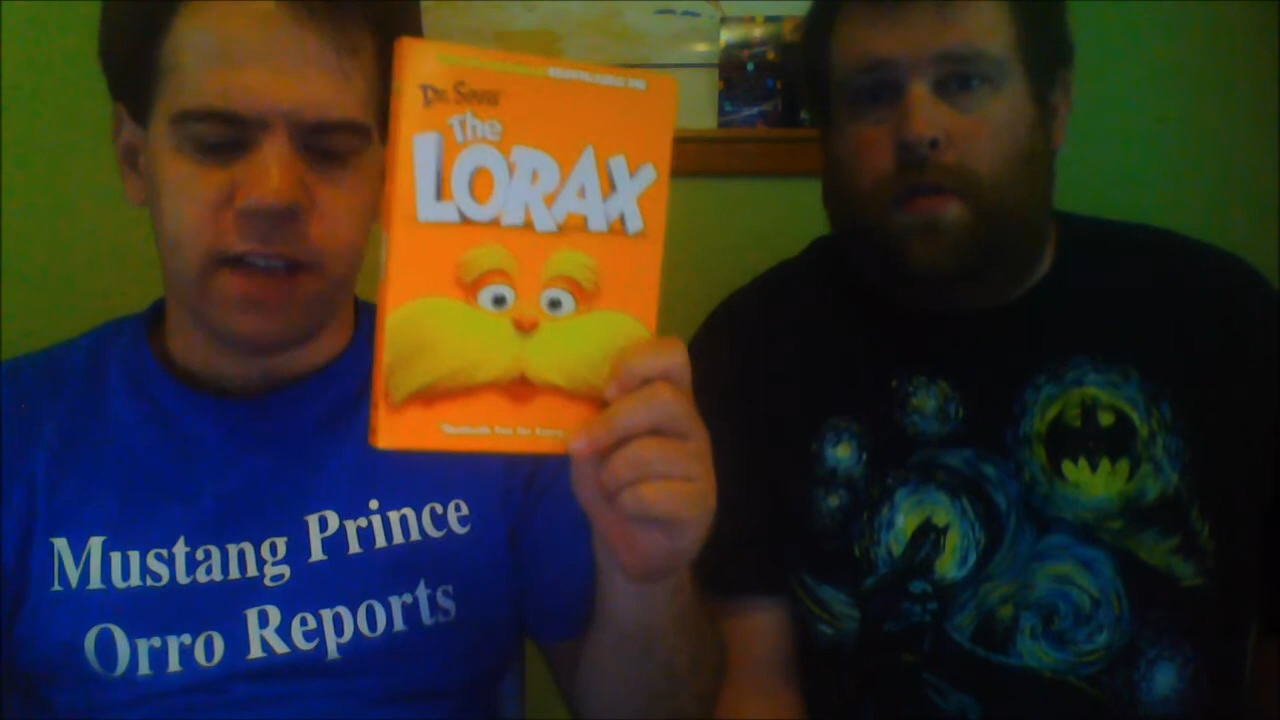 Dr. Seuss
The
LORAX
Mustang Prince
Orro Reports